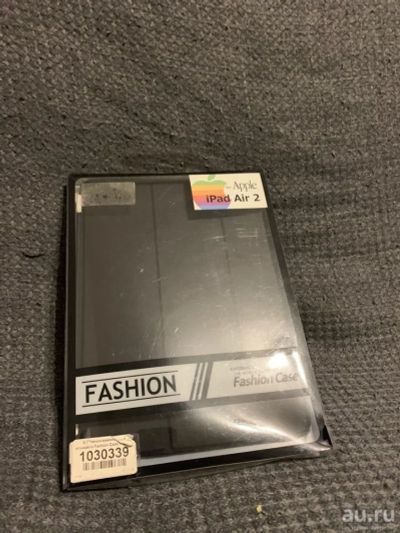 for Apple
iPad Air 2
FASHION
Fashion Case
1030339
au.ru